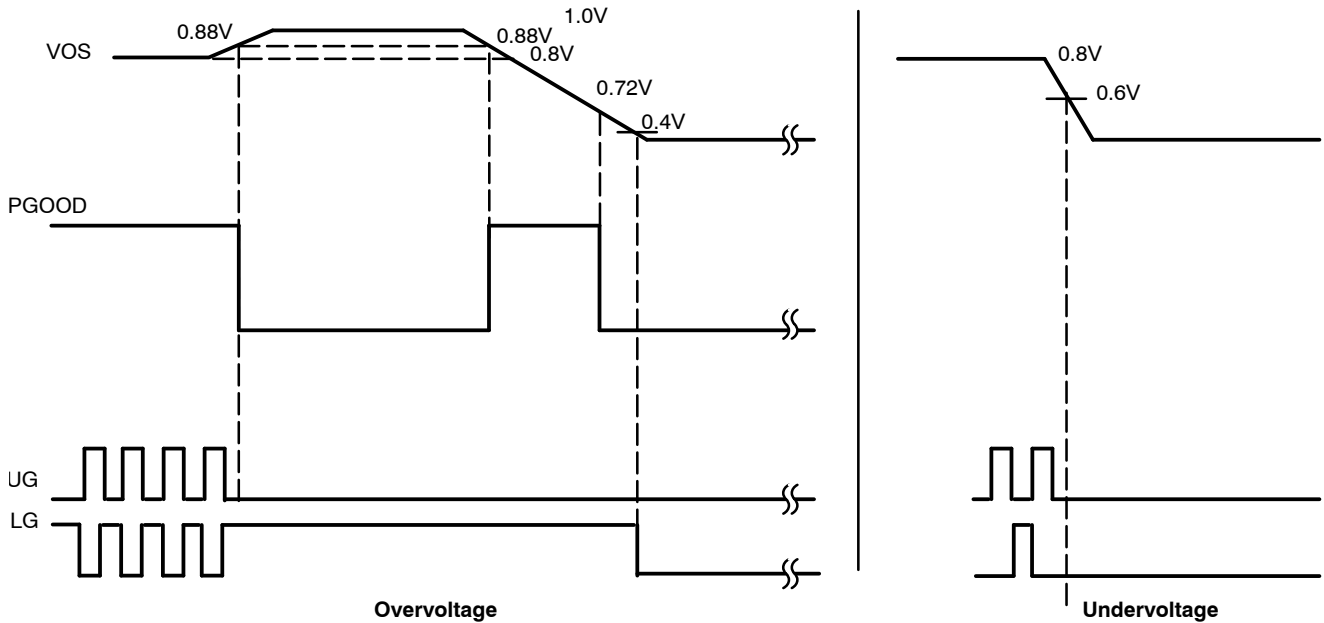 1.0V
0.88V
0.88V
VOS
0.8V
0.8V
0.72V
0.6V
0.4V
PGOOD
UG
LG
Overvoltage
Undervoltage